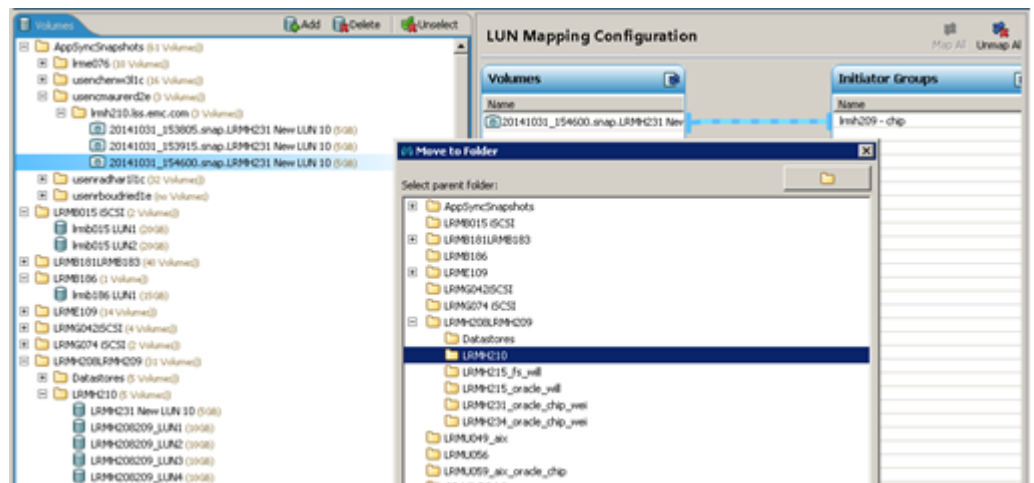 Volumes Add Delete Unselect
AppSyncSnapshots (61 Volumes)
lrme076 (10 Volumes)
usenchenw3l1c (16 Volumes)
usencmaurerd2e (3 Volumes)
lrmh210.lss.emc.com (3 Volumes)
20141031_153805.snap.LRMH231 New LUN 10 (5GB)
20141031_153915.snap.LRMH231 New LUN 10 (5GB)
20141031_154600.snap.LRMH231 New LUN 10 (5GB)
usenradhar1l1c (32 Volumes)
usenrboudried1e (no Volumes)
LRMB015 iSCSI (2 Volumes)
lrmb015 LUN1 (20GB)
lrmb015 LUN2 (20GB)
LRMB181LRMB183 (40 Volumes)
LRMB186 (1 Volume)
lrmb186 LUN1 (15GB)
LRME109 (14 Volumes)
LRMG042iSCSI (4 Volumes)
LRMG074 iSCSI (2 Volumes)
LRMH208LRMH209 (31 Volumes)
Datastores (5 Volumes)
LRMH210 (5 Volumes)
LRMH231 New LUN 10 (5GB)
LRMH208209_LUN1 (10GB)
LRMH208209_LUN2 (10GB)
LRMH208209_LUN3 (10GB)
LRMH208209_LUN4 (10GB)
LUN Mapping Configuration
Map All Unmap Al
Volumes
Name
20141031_154600.snap.LRMH231 New
Initiator Groups
Name
lrmh209 - chip
Move to Folder
Select parent folder:
AppSyncSnapshots
LRMB015 iSCSI
LRMB181LRMB183
LRMB186
LRME109
LRMG042iSCSI
LRMG074 iSCSI
LRMH208LRMH209
Datastores
LRMH210
LRMH215_fs_will
LRMH215_oracle_will
LRMH231_oracle_chip_wei
LRMH234_oracle_chip_wei
LRMU049_aix
LRMU056
LRMU059_aix_oracle_chip